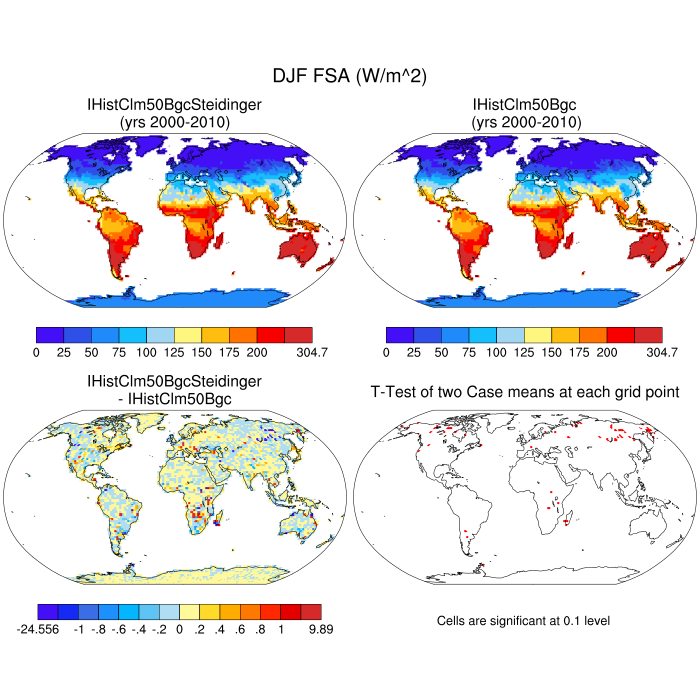 DJF FSA (W/m^2)
IHistClm50BgcSteidinger
(yrs 2000-2010)
IHistClm50Bgc
(yrs 2000-2010)
0 25 50 75 100 125 150 175 200 304.7
0 25 50 75 100 125 150 175 200 304.7
IHistClm50BgcSteidinger
- IHistClm50Bgc
T-Test of two Case means at each grid point
-24.556 -1 -.8 -.6 -.4 -.2 0 .2 .4 .6 .8 1 9.89
Cells are significant at 0.1 level